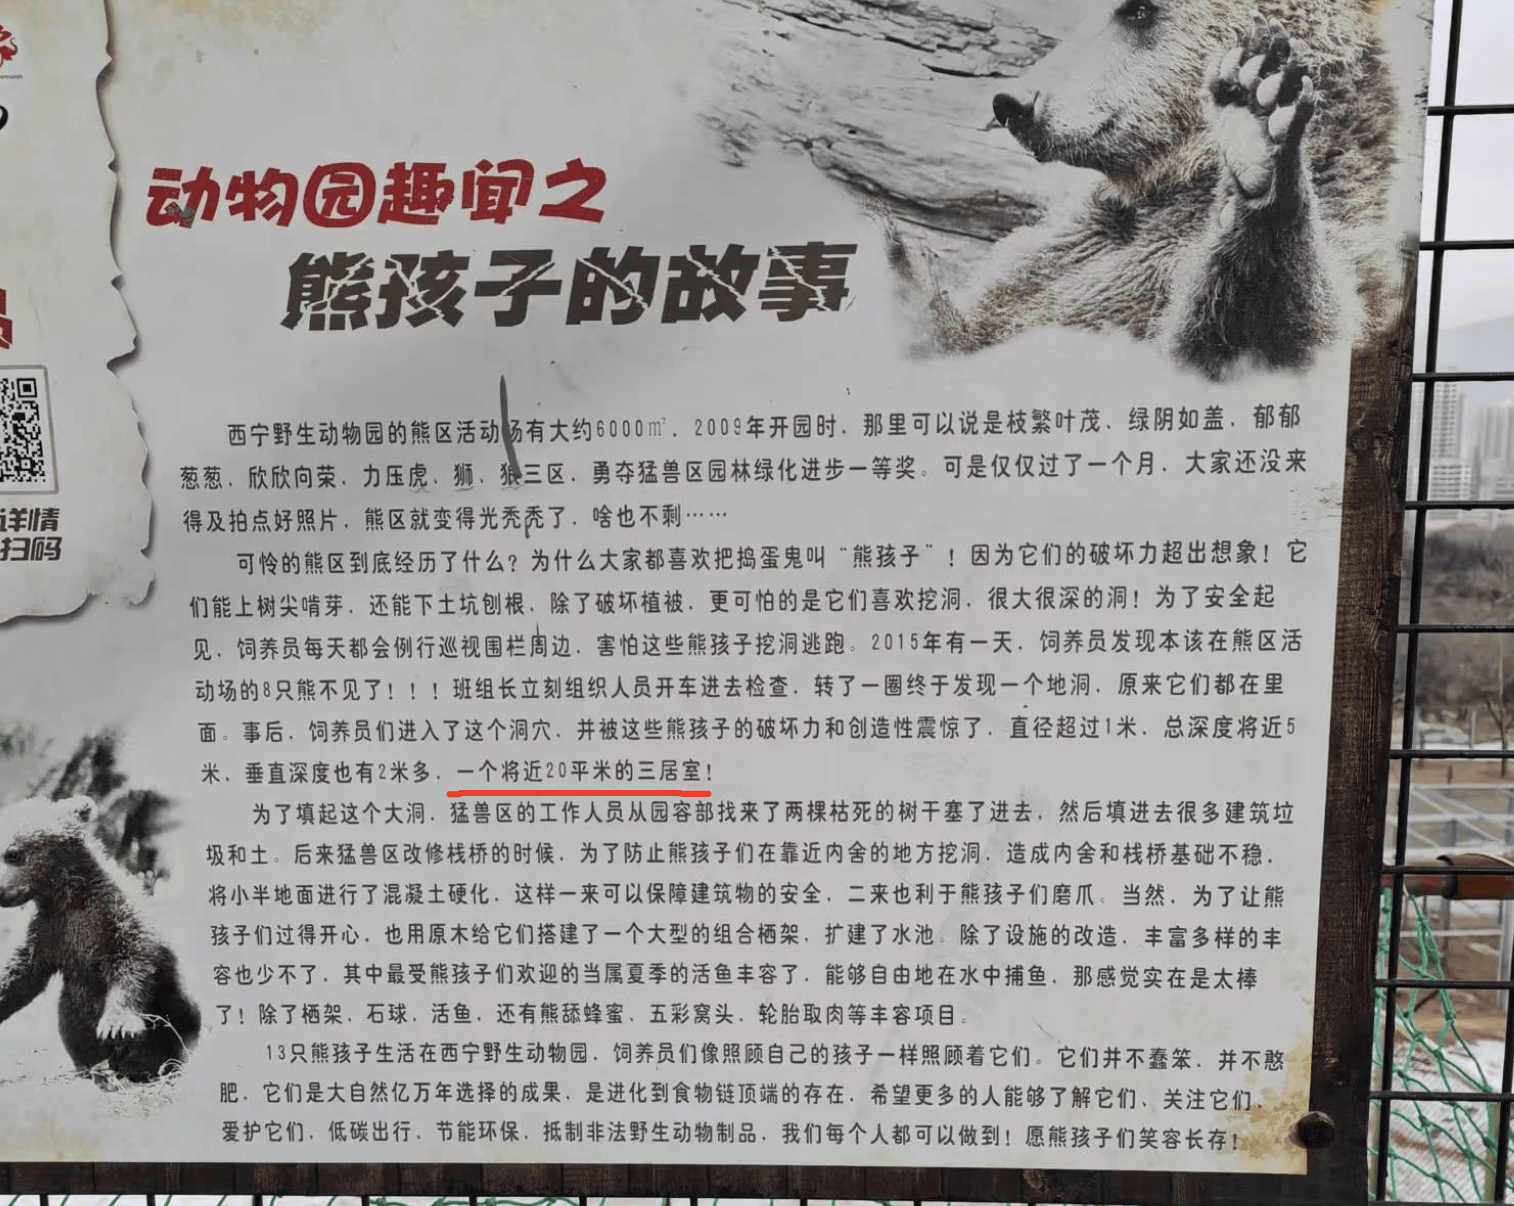 动物园趣闻之
熊孩子的故事
西宁野生动物园的熊区活动场有大约6000㎡，2009年开园时，那里可以说是枝繁叶茂，绿阴如盖，郁郁
葱葱，欣欣向荣，力压虎、狮、狼三区，勇夺猛兽区园林绿化进步一等奖。可是仅仅过了一个月，大家还没来
得及拍点好照片，熊区就变得光秃秃了，啥也不剩……
可怜的熊区到底经历了什么？为什么大家都喜欢把捣蛋鬼叫“熊孩子”！因为它们的破坏力超出想象！它
们能上树尖啃芽，还能下土坑刨根，除了破坏植被，更可怕的是它们喜欢挖洞，很大很深的洞！为了安全起
见，饲养员每天都会例行巡视围栏周边，害怕这些熊孩子挖洞逃跑。2015年有一天，饲养员发现本该在熊区活
动场的8只熊不见了！！！班组长立刻组织人员开车进去检查，转了一圈终于发现一个地洞，原来它们都在里
面。事后，饲养员们进入了这个洞穴，并被这些熊孩子的破坏力和创造性震惊了，直径超过1米，总深度将近5
米，垂直深度也有2米多，一个将近20平米的三居室！
为了填起这个大洞，猛兽区的工作人员从园容部找来了两棵枯死的树干塞了进去，然后填进去很多建筑垃
圾和土。后来猛兽区改修栈桥的时候，为了防止熊孩子们在靠近内舍的地方挖洞，造成内舍和栈桥基础不稳，
将小半地面进行了混凝土硬化，这样一来可以保障建筑物的安全，二来也利于熊孩子们磨爪。当然，为了让熊
孩子们过得开心，也用原木给它们搭建了一个大型的组合栖架，扩建了水池。除了设施的改造，丰富多样的丰
容也少不了，其中最受熊孩子们欢迎的当属夏季的活鱼丰容了，能够自由地在水中捕鱼，那感觉实在是太棒
了！除了栖架、石球、活鱼，还有熊舔蜂蜜、五彩窝头、轮胎取肉等丰容项目。
13只熊孩子生活在西宁野生动物园，饲养员们像照顾自己的孩子一样照顾着它们。它们并不蠢笨，并不憨
肥，它们是大自然亿万年选择的成果，是进化到食物链顶端的存在，希望更多的人能够了解它们、关注它们、
爱护它们，低碳出行，节能环保，抵制非法野生动物制品，我们每个人都可以做到！愿熊孩子们笑容长存！
详情
扫码